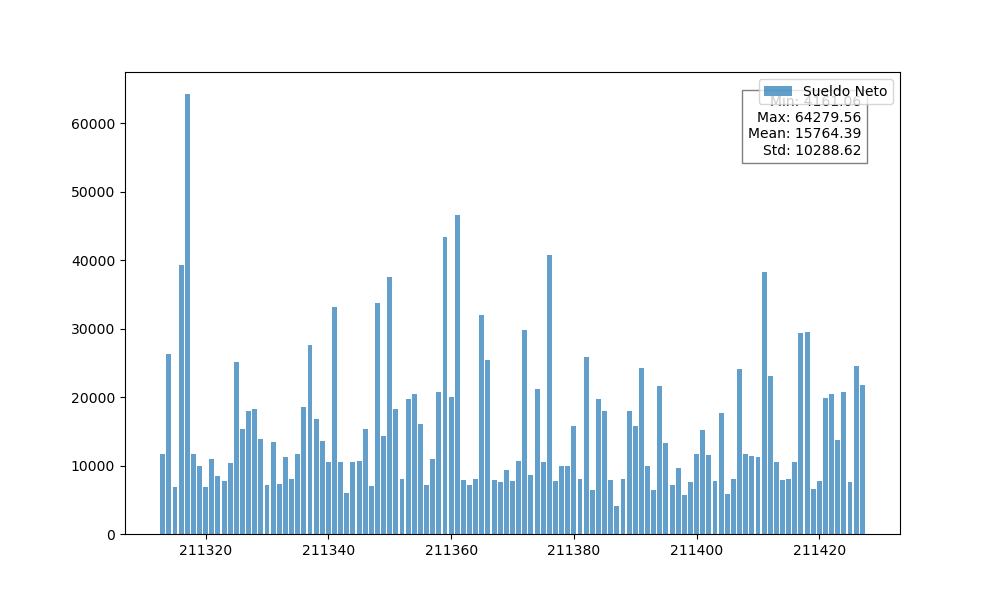 Sueldo Neto
Min: 4161.06
Max: 64279.56
Mean: 15764.39
Std: 10288.62
60000
50000
40000
30000
20000
10000
0
211320 211340 211360 211380 211400 211420